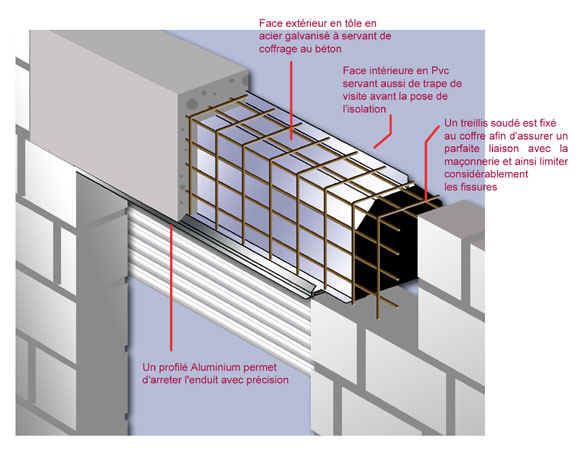 Face extérieur en tôle en
acier galvanisé à servant de
coffrage au béton
Face intérieure en Pvc
servant aussi de trape de
visite avant la pose de
l'isolation
Un treillis soudé est fixé
au coffre afin d'assurer un
parfaite liaison avec la
maçonnerie et ainsi limiter
considérablement
les fissures
Un profilé Aluminium permet
d'arreter l'enduit avec précision